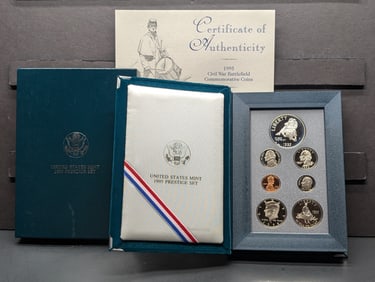 Certificate of
Authenticity
1995
Civil War Battlefield
Commemorative Coins
UNITED STATES MINT
1995 PRESTIGE SET
UNITED STATES MINT
1995 PRESTIGE SET
LIBERTY
1995